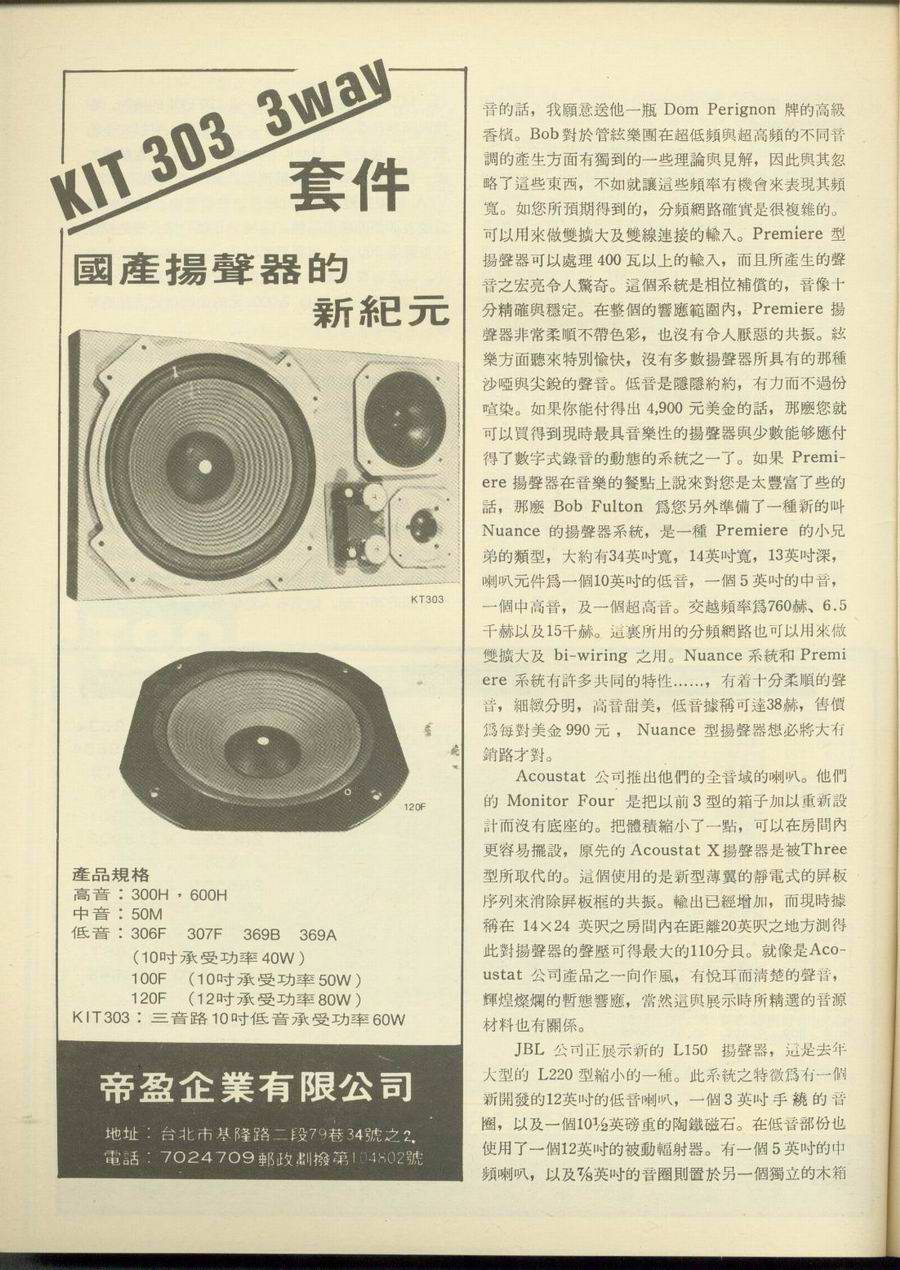 KIT 303 3way
套件
國產揚聲器的
新紀元
KT303
120F
產品規格
高音：300H，600H
中音：50M
低音：306F 307F 369B 369A
（10吋承受功率40W）
100F （10吋承受功率50W）
120F （12吋承受功率80W）
KIT303：三音路10吋低音承受功率60W
帝盈企業有限公司
地址：台北市基隆路二段79巷34號之2.
電話：7024709郵政劃撥第104802號
音的話，我願意送他一瓶 Dom Perignon 牌的高級
香檳。Bob對於管絃樂團在超低頻與超高頻的不同音
調的產生方面有獨到的一些理論與見解，因此與其忽
略了這些東西，不如就讓這些頻率有機會來表現其頻
寬。如您所預期得到的，分頻網路確實是很複雜的。
可以用來做雙擴大及雙線連接的輸入。Premiere 型
揚聲器可以處理 400 瓦以上的輸入，而且所產生的聲
音之宏亮令人驚奇。這個系統是相位補償的，音像十
分精確與穩定。在整個的響應範圍內，Premiere 揚
聲器非常柔順不帶色彩，也沒有令人厭惡的共振。絃
樂方面聽來特別愉快，沒有多數揚聲器所具有的那種
沙啞與尖銳的聲音。低音是隱隱約約，有力而不過份
喧染。如果你能付得出 4,900 元美金的話，那麽您就
可以買得到現時最具音樂性的揚聲器與少數能够應付
得了數字式錄音的動態的系統之一了。如果 Premi-
ere 揚聲器在音樂的餐點上說來對您是太豐富了些的
話，那麽 Bob Fulton 爲您另外準備了一種新的叫
Nuance 的揚聲器系統，是一種 Premiere 的小兄
弟的類型，大約有34英吋寬，14英吋寬，13英吋深，
喇叭元件爲一個10英吋的低音，一個 5 英吋的中音，
一個中高音，及一個超高音。交越頻率爲760赫、6.5
千赫以及15千赫。這裏所用的分頻網路也可以用來做
雙擴大及 bi-wiring 之用。Nuance 系統和 Premi
ere 系統有許多共同的特性……，有着十分柔順的聲
音，細緻分明，高音甜美，低音據稱可達38赫，售價
爲每對美金 990 元 ， Nuance 型揚聲器想必將大有
銷路才對。
Acoustat 公司推出他們的全音域的喇叭。他們
的 Monitor Four 是把以前 3 型的箱子加以重新設
計而沒有底座的。把體積縮小了一點，可以在房間內
更容易擺設，原先的 Acoustat X揚聲器是被Three
型所取代的。這個使用的是新型薄翼的靜電式的屛板
序列來消除屛板框的共振。輸出已經增加，而現時據
稱在 14×24 英呎之房間內在距離20英呎之地方測得
此對揚聲器的聲壓可得最大的110分貝。就像是Aco-
ustat 公司產品之一向作風，有悅耳而淸楚的聲音，
輝煌燦爛的暫態響應，當然這與展示時所精選的音源
材料也有關係。
JBL 公司正展示新的 L150 揚聲器，這是去年
大型的 L220 型縮小的一種。此系統之特徵爲有一個
新開發的12英吋的低音喇叭，一個 3 英吋 手 繞 的 音
圈，以及一個10½英磅重的陶鐵磁石。在低音部份也
使用了一個12英吋的被動輻射器。有一個 5 英吋的中
頻喇叭，以及⅞英吋的音圈則置於另一個獨立的木箱